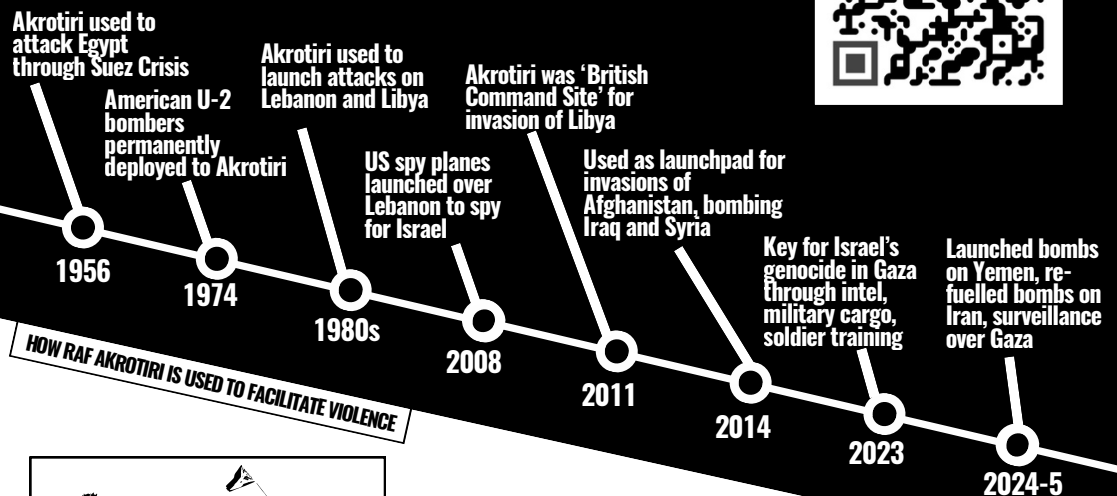 Akrotiri used to
attack Egypt
through Suez Crisis
1956
American U-2
bombers
permanently
deployed to Akrotiri
1974
Akrotiri used to
launch attacks on
Lebanon and Libya
1980s
US spy planes
launched over
Lebanon to spy
for Israel
2008
Akrotiri was ‘British
Command Site’ for
invasion of Libya
2011
Used as launchpad for
invasions of
Afghanistan, bombing
Iraq and Syria
2014
Key for Israel’s
genocide in Gaza
through intel,
military cargo,
soldier training
2023
Launched bombs
on Yemen, re-
fuelled bombs on
Iran, surveillance
over Gaza
2024-5
HOW RAF AKROTIRI IS USED TO FACILITATE VIOLENCE